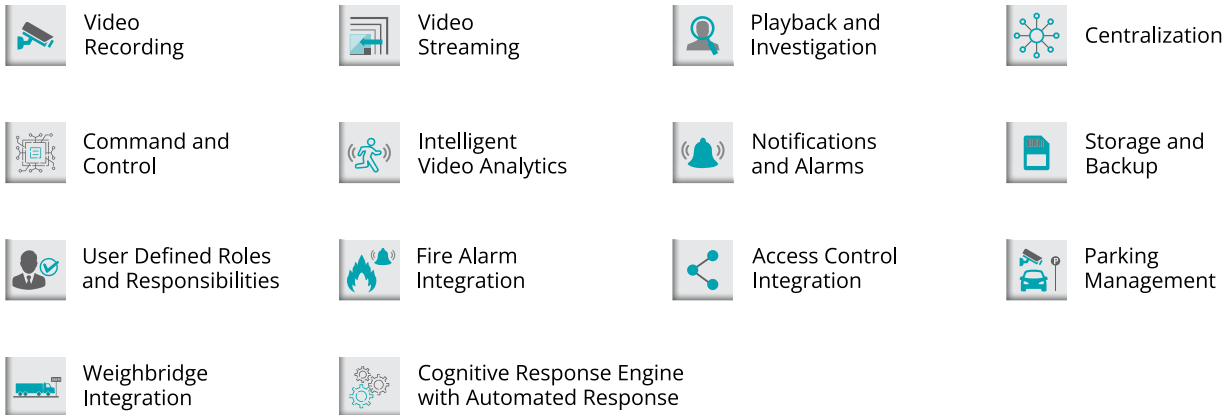 Video
Recording
Video
Streaming
Playback and
Investigation
Centralization
Command and
Control
Intelligent
Video Analytics
Notifications
and Alarms
Storage and
Backup
User Defined Roles
and Responsibilities
Fire Alarm
Integration
Access Control
Integration
P
Parking
Management
Weighbridge
Integration
Cognitive Response Engine
with Automated Response